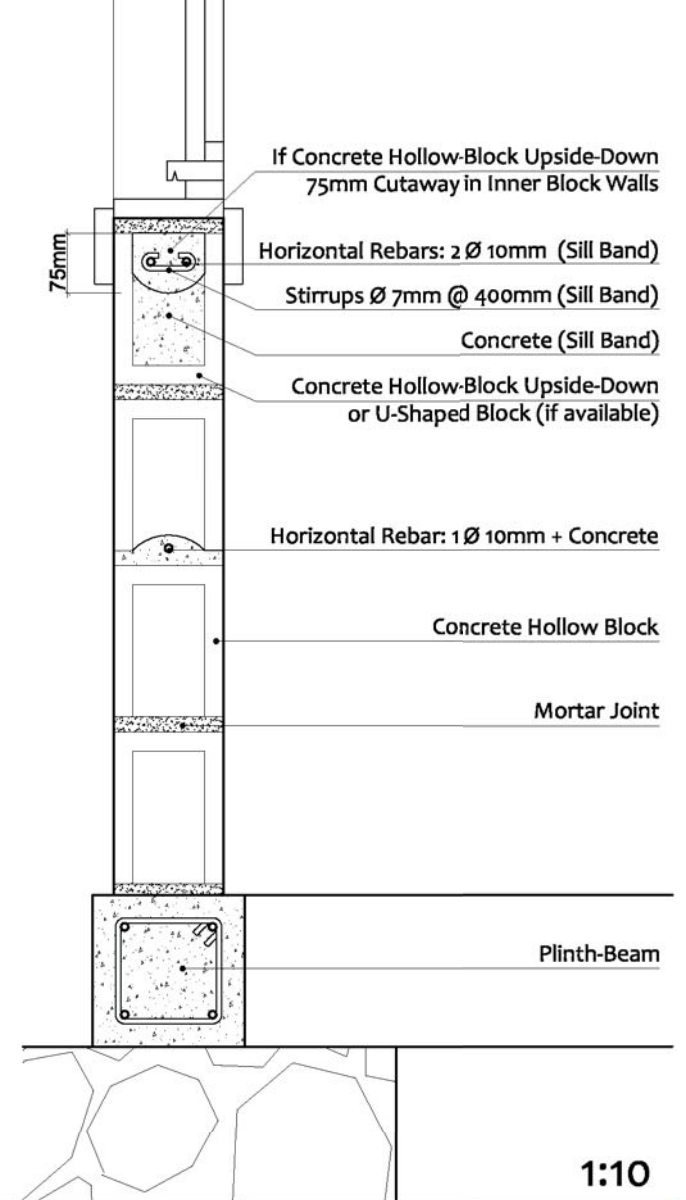 If Concrete Hollow-Block Upside-Down
75mm Cutaway in Inner Block Walls
75mm
Horizontal Rebars: 2 Ø 10mm (Sill Band)
Stirrups Ø 7mm @ 400mm (Sill Band)
Concrete (Sill Band)
Concrete Hollow-Block Upside-Down
or U-Shaped Block (if available)
Horizontal Rebar: 1 Ø 10mm + Concrete
Concrete Hollow Block
Mortar Joint
Plinth-Beam
1:10